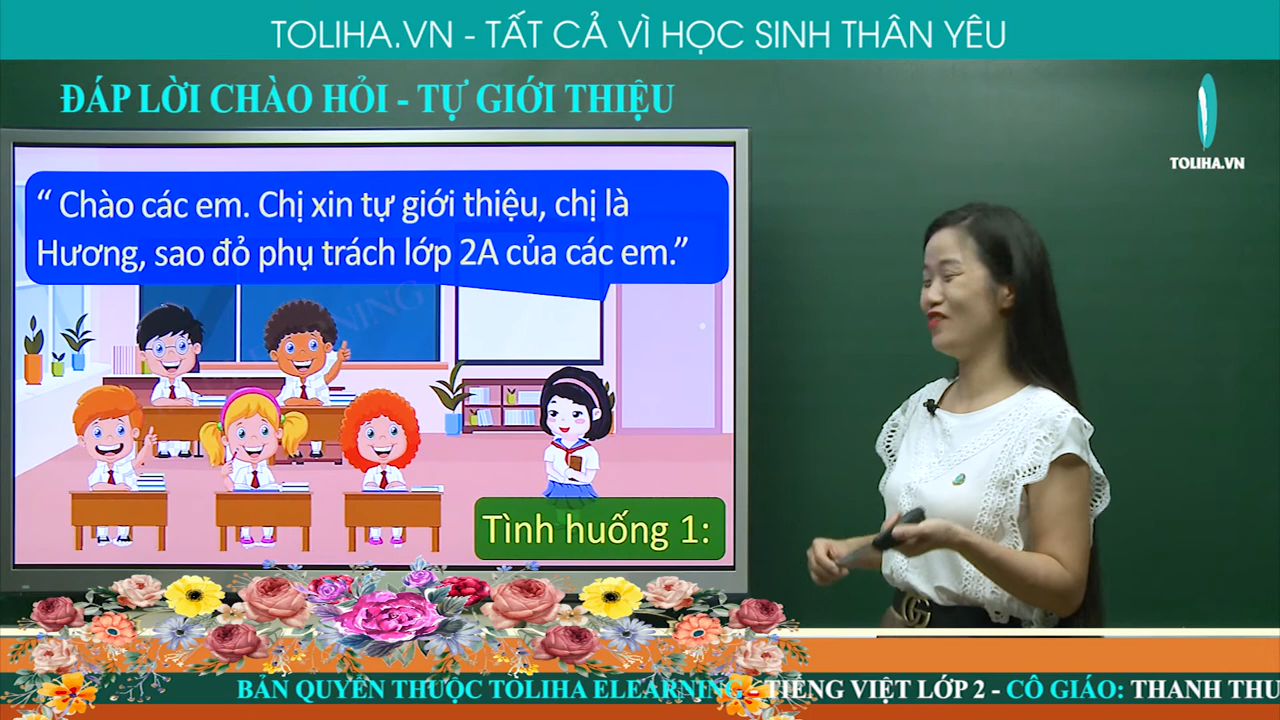 TOLIHA.VN - TẤT CẢ VÌ HỌC SINH THÂN YÊU
ĐÁP LỜI CHÀO HỎI - TỰ GIỚI THIỆU
TOLIHA.VN
“ Chào các em. Chị xin tự giới thiệu, chị là
Hương, sao đỏ phụ trách lớp 2A của các em.”
Tình huống 1:
BẢN QUYỀN THUỘC TOLIHA ELEARNING - TIẾNG VIỆT LỚP 2 - CÔ GIÁO: THANH THU